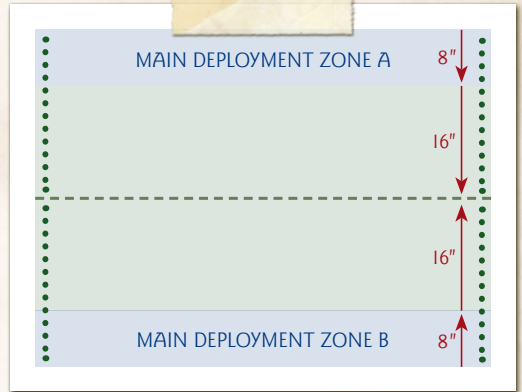 MAIN DEPLOYMENT ZONE A
8"
16"
16"
MAIN DEPLOYMENT ZONE B
8"